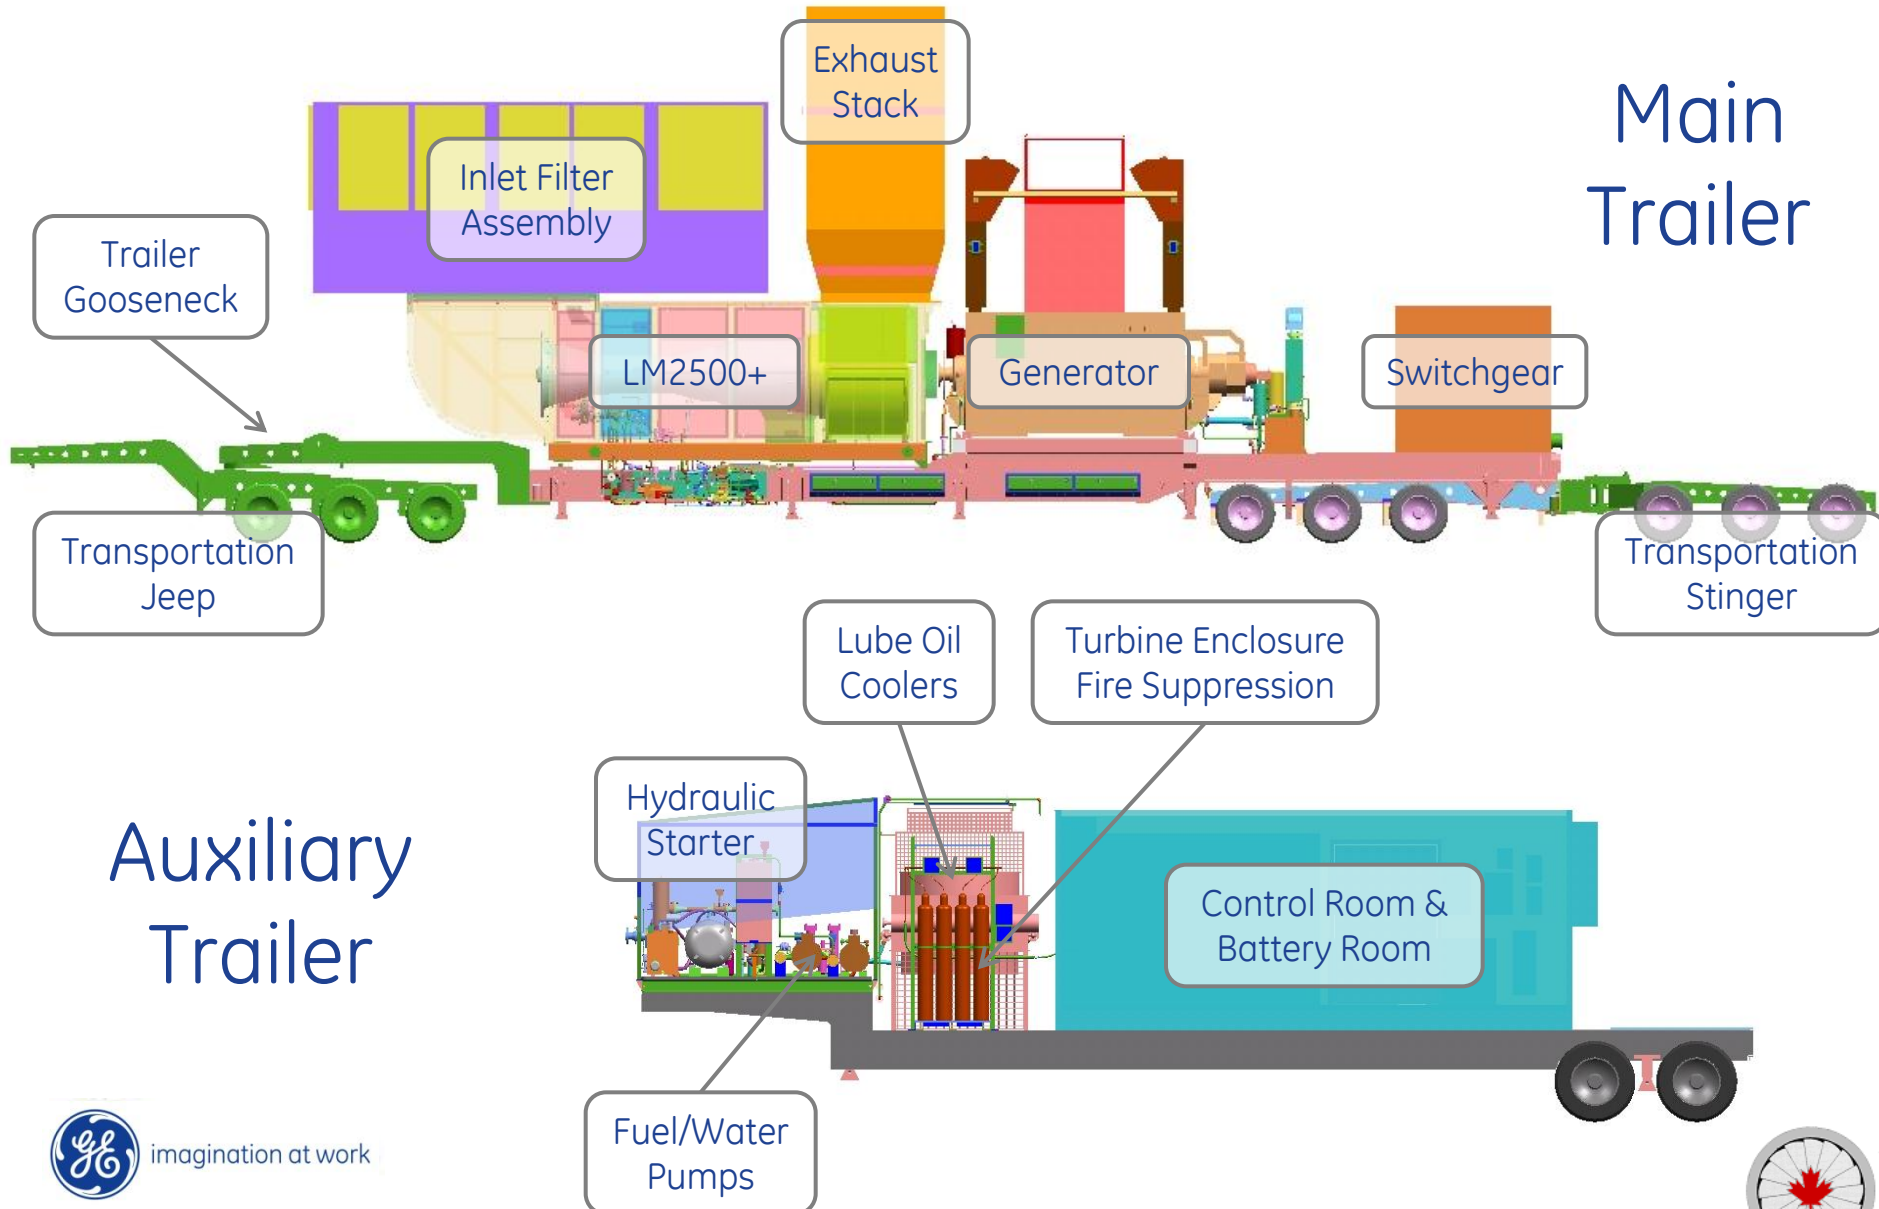 Exhaust
Stack
Main
Trailer
Inlet Filter
Assembly
Trailer
Gooseneck
LM2500+
Generator
Switchgear
Transportation
Jeep
Transportation
Stinger
Lube Oil
Coolers
Turbine Enclosure
Fire Suppression
Auxiliary
Trailer
Hydraulic
Starter
Control Room &
Battery Room
Fuel/Water
Pumps
GE
imagination at work